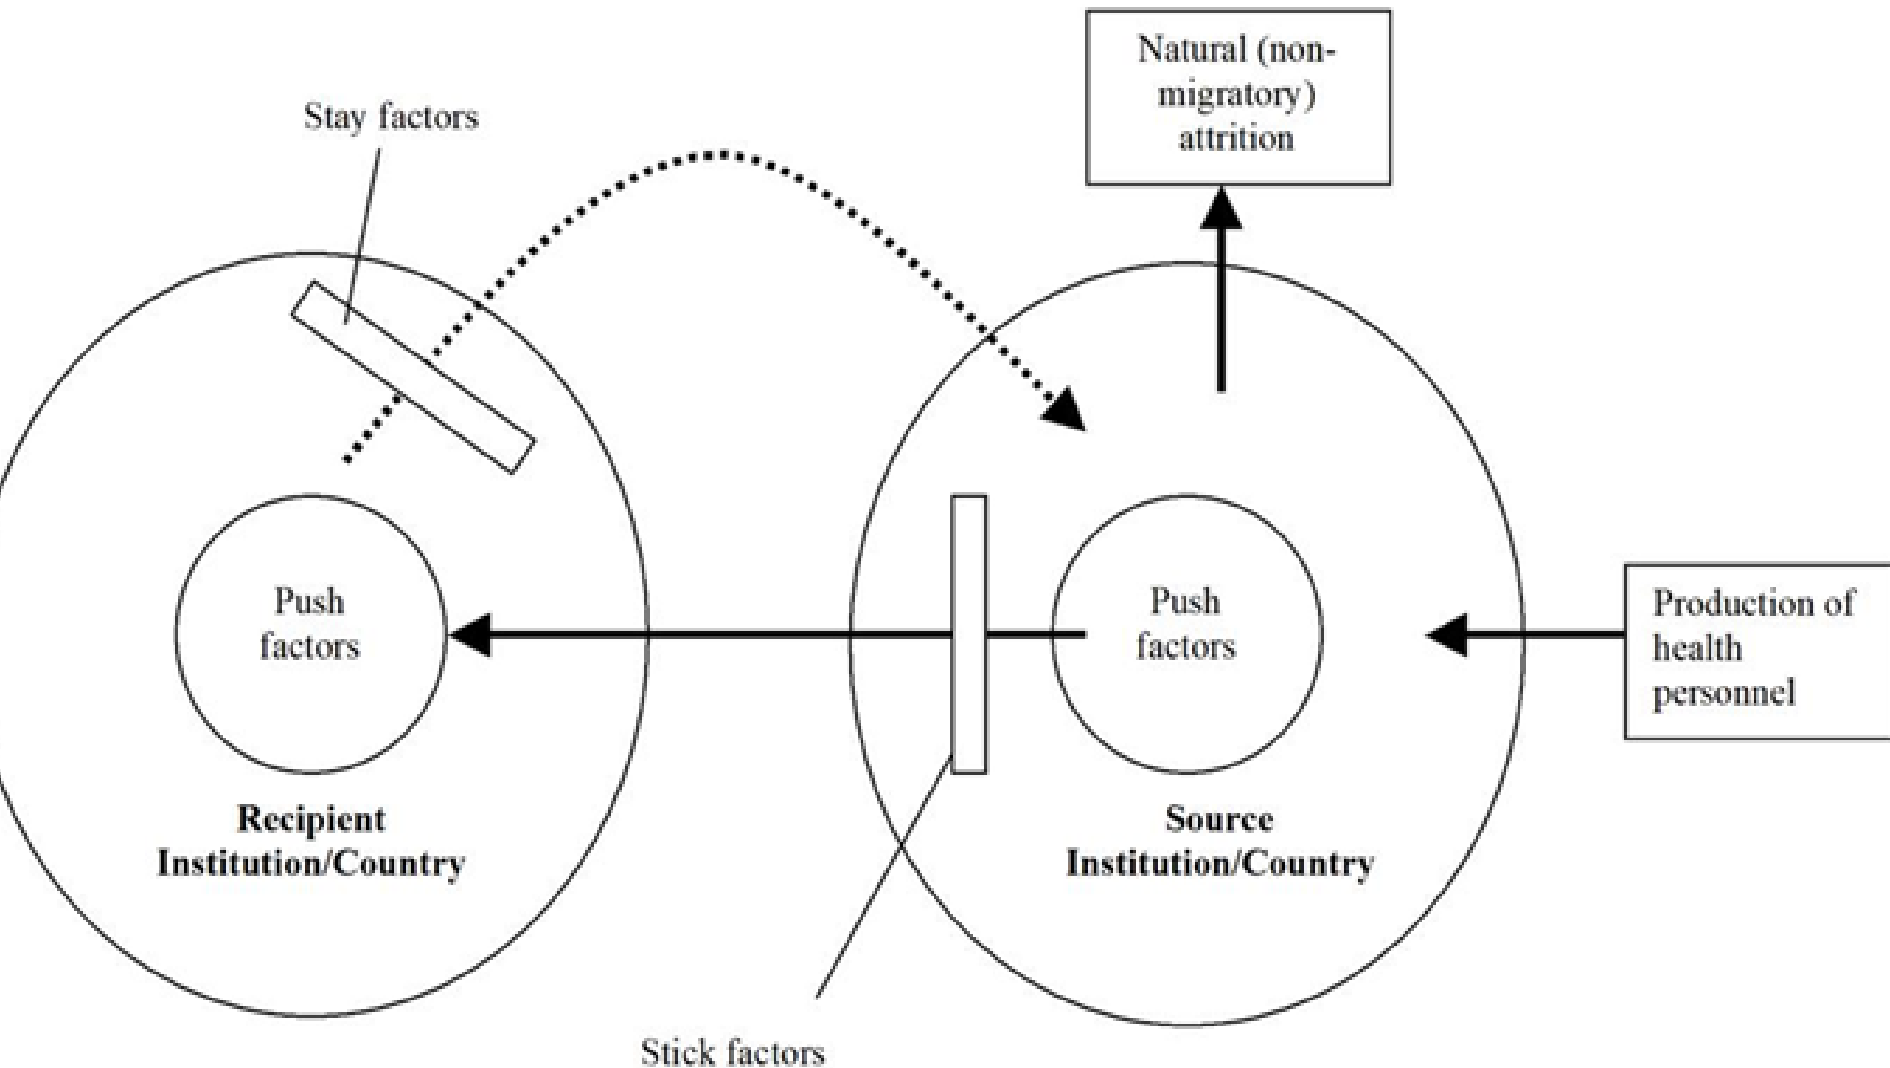 Natural (non-
migratory)
attrition
Stay factors
Push
factors
Push
factors
Production of
health
personnel
Recipient
Institution/Country
Source
Institution/Country
Stick factors